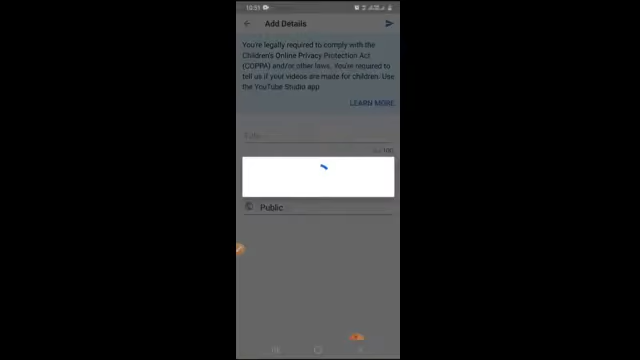 10:51
Add Details
You're legally required to comply with the
Children's Online Privacy Protection Act
(COPPA) and/or other laws. You're required to
tell us if your videos are made for children. Use
the YouTube Studio app
LEARN MORE
Public